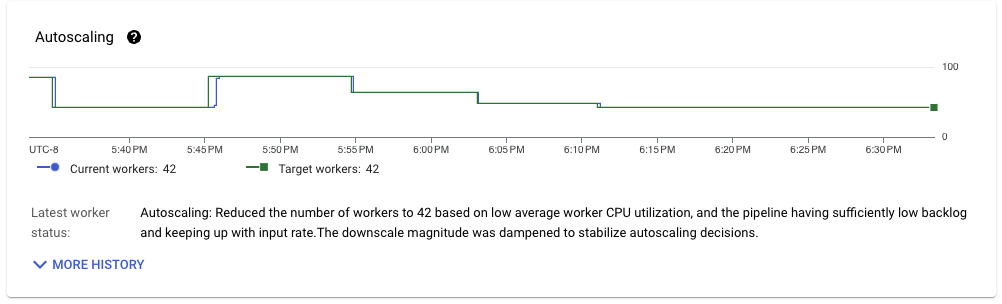 Autoscaling ?
100
0
UTC-8 5:40 PM 5:45 PM 5:50 PM 5:55 PM 6:00 PM 6:05 PM 6:10 PM 6:15 PM 6:20 PM 6:25 PM 6:30 PM
Current workers: 42 Target workers: 42
Latest worker status:
Autoscaling: Reduced the number of workers to 42 based on low average worker CPU utilization, and the pipeline having sufficiently low backlog
and keeping up with input rate.The downscale magnitude was dampened to stabilize autoscaling decisions.
MORE HISTORY